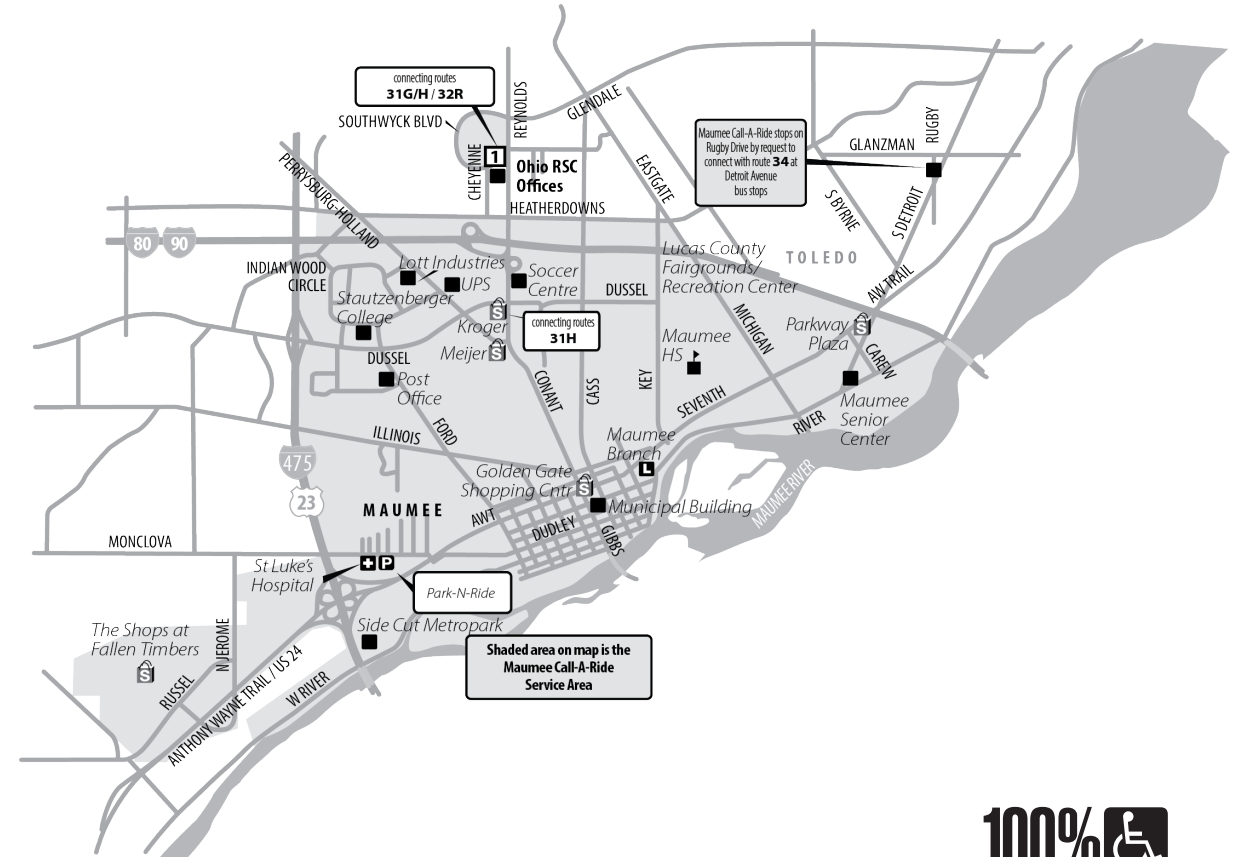 connecting routes
31G/H / 32R
SOUTHWYCK BLVD
REYNOLDS
GLENDALE
CHEYENNE
1
Ohio RSC
Offices
HEATHERDOWNS
EASTGATE
Maumee Call-A-Ride stops on
Rugby Drive by request to
connect with route 34 at
Detroit Avenue
bus stops
GLANZMAN
RUGBY
S BYRNE
S DETROIT
TOLEDO
AW TRAIL
PERRYSBURG-HOLLAND
80
90
INDIAN WOOD
CIRCLE
Lott Industries
UPS
Soccer
Centre
Lucas County
Fairgrounds/
Recreation Center
DUSSEL
Stautzenberger
College
S
Kroger
connecting routes
31H
Meijer
S
MICHIGAN
Parkway
Plaza
S
CAREW
Maumee
HS
DUSSEL
Post
Office
CONANT
CASS
KEY
SEVENTH
RIVER
Maumee
Senior
Center
ILLINOIS
FORD
Maumee
Branch
L
475
23
Golden Gate
Shopping Cntr
S
Municipal Building
MAUMEE RIVER
MAUMEE
AWT
DUDLEY
GIBBS
MONCLOVA
St Luke's
Hospital
P
Park-N-Ride
Side Cut Metropark
The Shops at
Fallen Timbers
S
N JEROME
RUSSEL
ANTHONY WAYNE TRAIL / US 24
W RIVER
Shaded area on map is the
Maumee Call-A-Ride
Service Area
100%